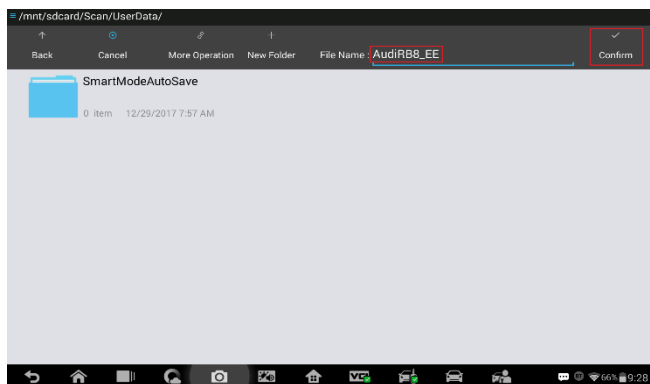 /mnt/sdcard/Scan/UserData/
Back Cancel More Operation New Folder File Name : AudiRB8_EE Confirm
SmartModeAutoSave
0 item 12/29/2017 7:57 AM
VC 66% 9:28